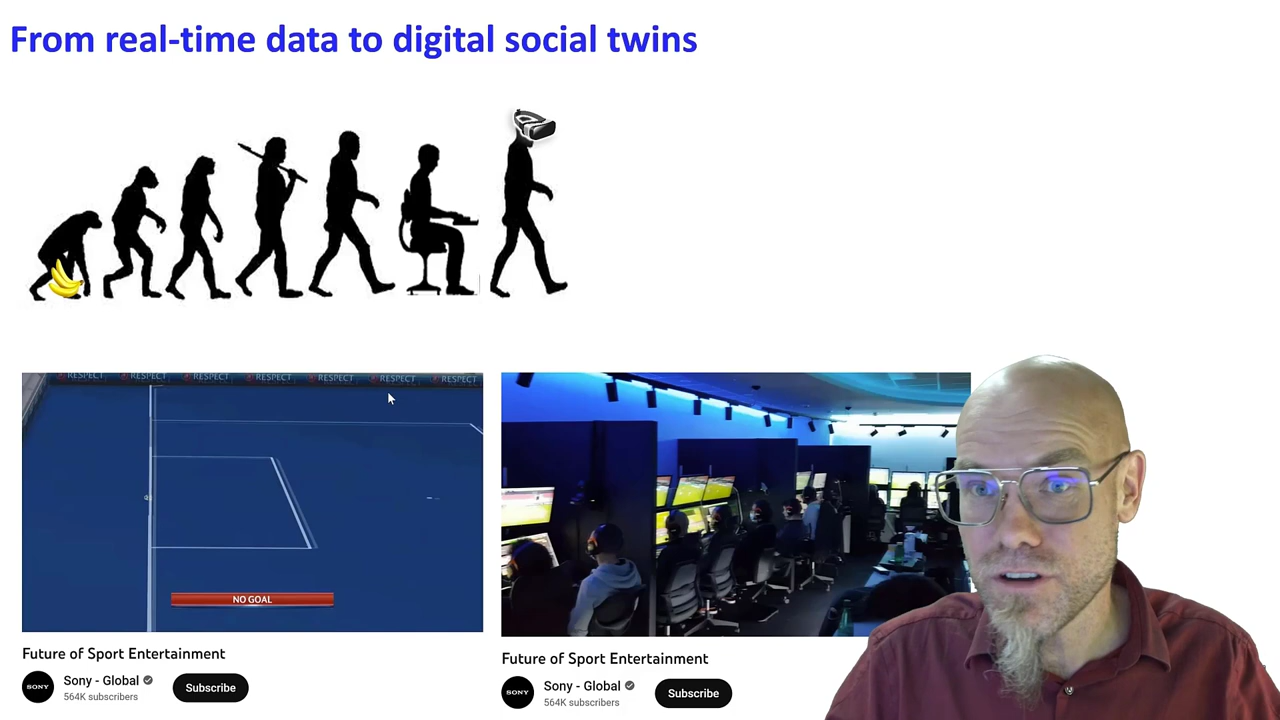 From real-time data to digital social twins
RESPECT RESPECT RESPECT RESPECT RESPECT RESPECT RESPECT
NO GOAL
Future of Sport Entertainment
SONY
Sony - Global
564K subscribers
Subscribe
Future of Sport Entertainment
SONY
Sony - Global
564K subscribers
Subscribe